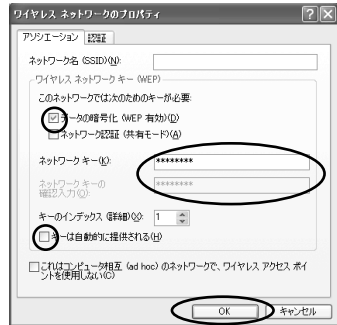 ワイヤレス ネットワークのプロパティ
アソシエーション 認証
ネットワーク名 (SSID)(N):
ワイヤレス ネットワーク キー (WEP)
このネットワークでは次のためのキーが必要:
データの暗号化 (WEP 有効)(D)
ネットワーク認証 (共有モード)(A)
ネットワーク キー(K): ********
ネットワーク キーの
確認入力(O): ********
キーのインデックス (詳細)(X): 1
キーは自動的に提供される(H)
これはコンピュータ相互 (ad hoc) のネットワークで、ワイヤレス アクセス ポイ
ントを使用しない(C)
OK キャンセル